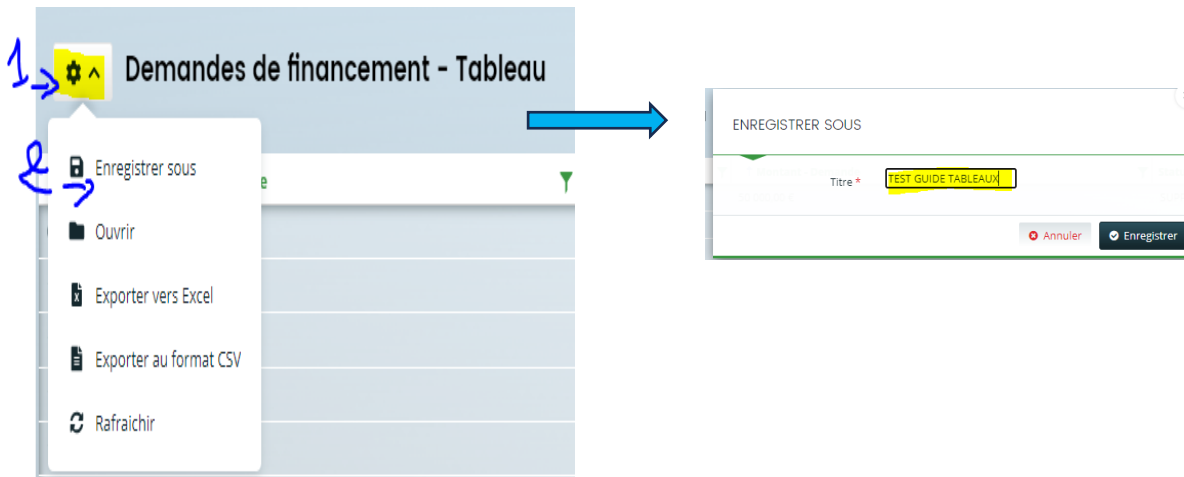 1
Demandes de financement - Tableau
2
Enregistrer sous
e
Ouvrir
Exporter vers Excel
Exporter au format CSV
Rafraichir
ENREGISTRER SOUS
Titre * TEST GUIDE TABLEAUX
Annuler Enregistrer